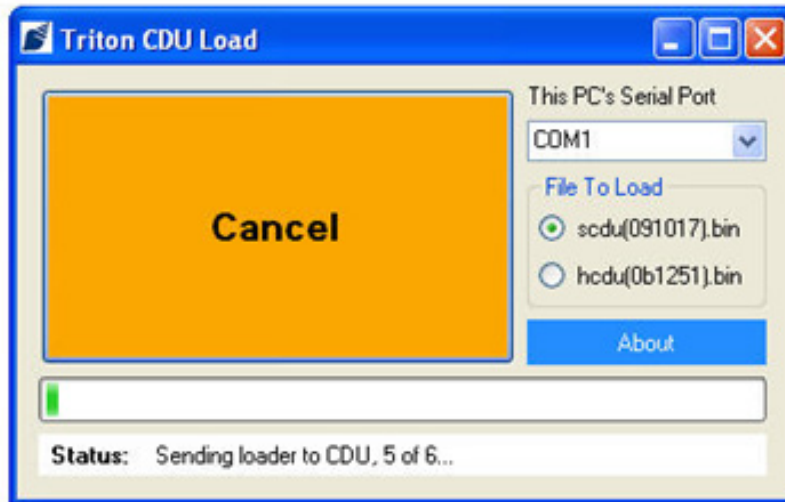 Triton CDU Load
This PC's Serial Port
COM1
Cancel
File To Load
scdu(091017).bin
hcdu(0b1251).bin
About
Status: Sending loader to CDU, 5 of 6...